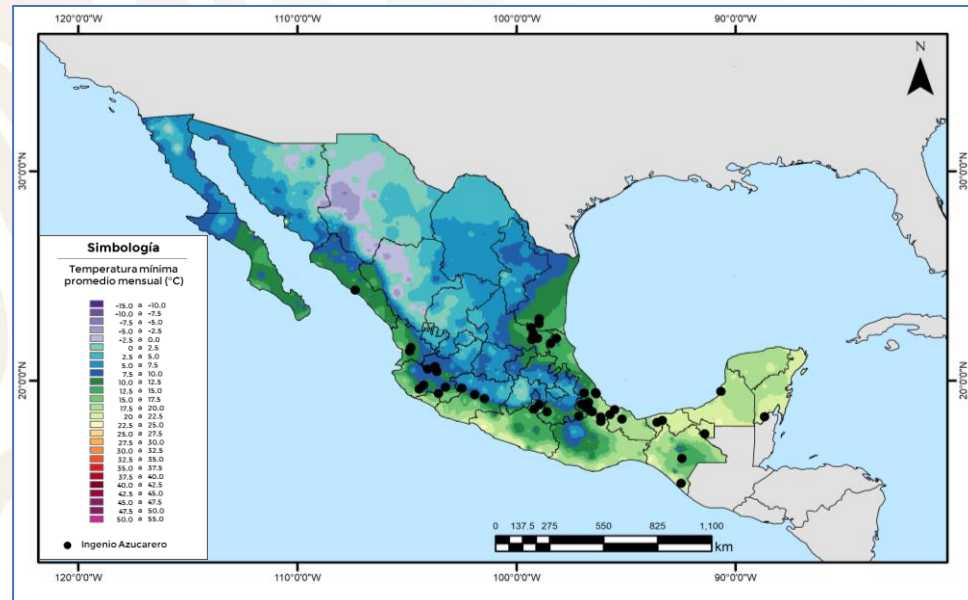 120°0'0"W 110°0'0"W 100°0'0"W 90°0'0"W
N
30°0'0"N 30°0'0"N
20°0'0"N 20°0'0"N
Simbología
Temperatura mínima
promedio mensual (°C)
-15.0 a -10.0
-10.0 a -7.5
-7.5 a -5.0
-5.0 a -2.5
-2.5 a 0.0
0 a 2.5
2.5 a 5.0
5.0 a 7.5
7.5 a 10.0
10.0 a 12.5
12.5 a 15.0
15.0 a 17.5
17.5 a 20.0
20 a 22.5
22.5 a 25.0
25.0 a 27.5
27.5 a 30.0
30.0 a 32.5
32.5 a 35.0
35.0 a 37.5
37.5 a 40.0
40.0 a 42.5
42.5 a 45.0
45.0 a 47.5
47.5 a 50.0
50.0 a 55.0
Ingenio Azucarero
0 137.5 275 550 825 1,100
km
120°0'0"W 110°0'0"W 100°0'0"W 90°0'0"W